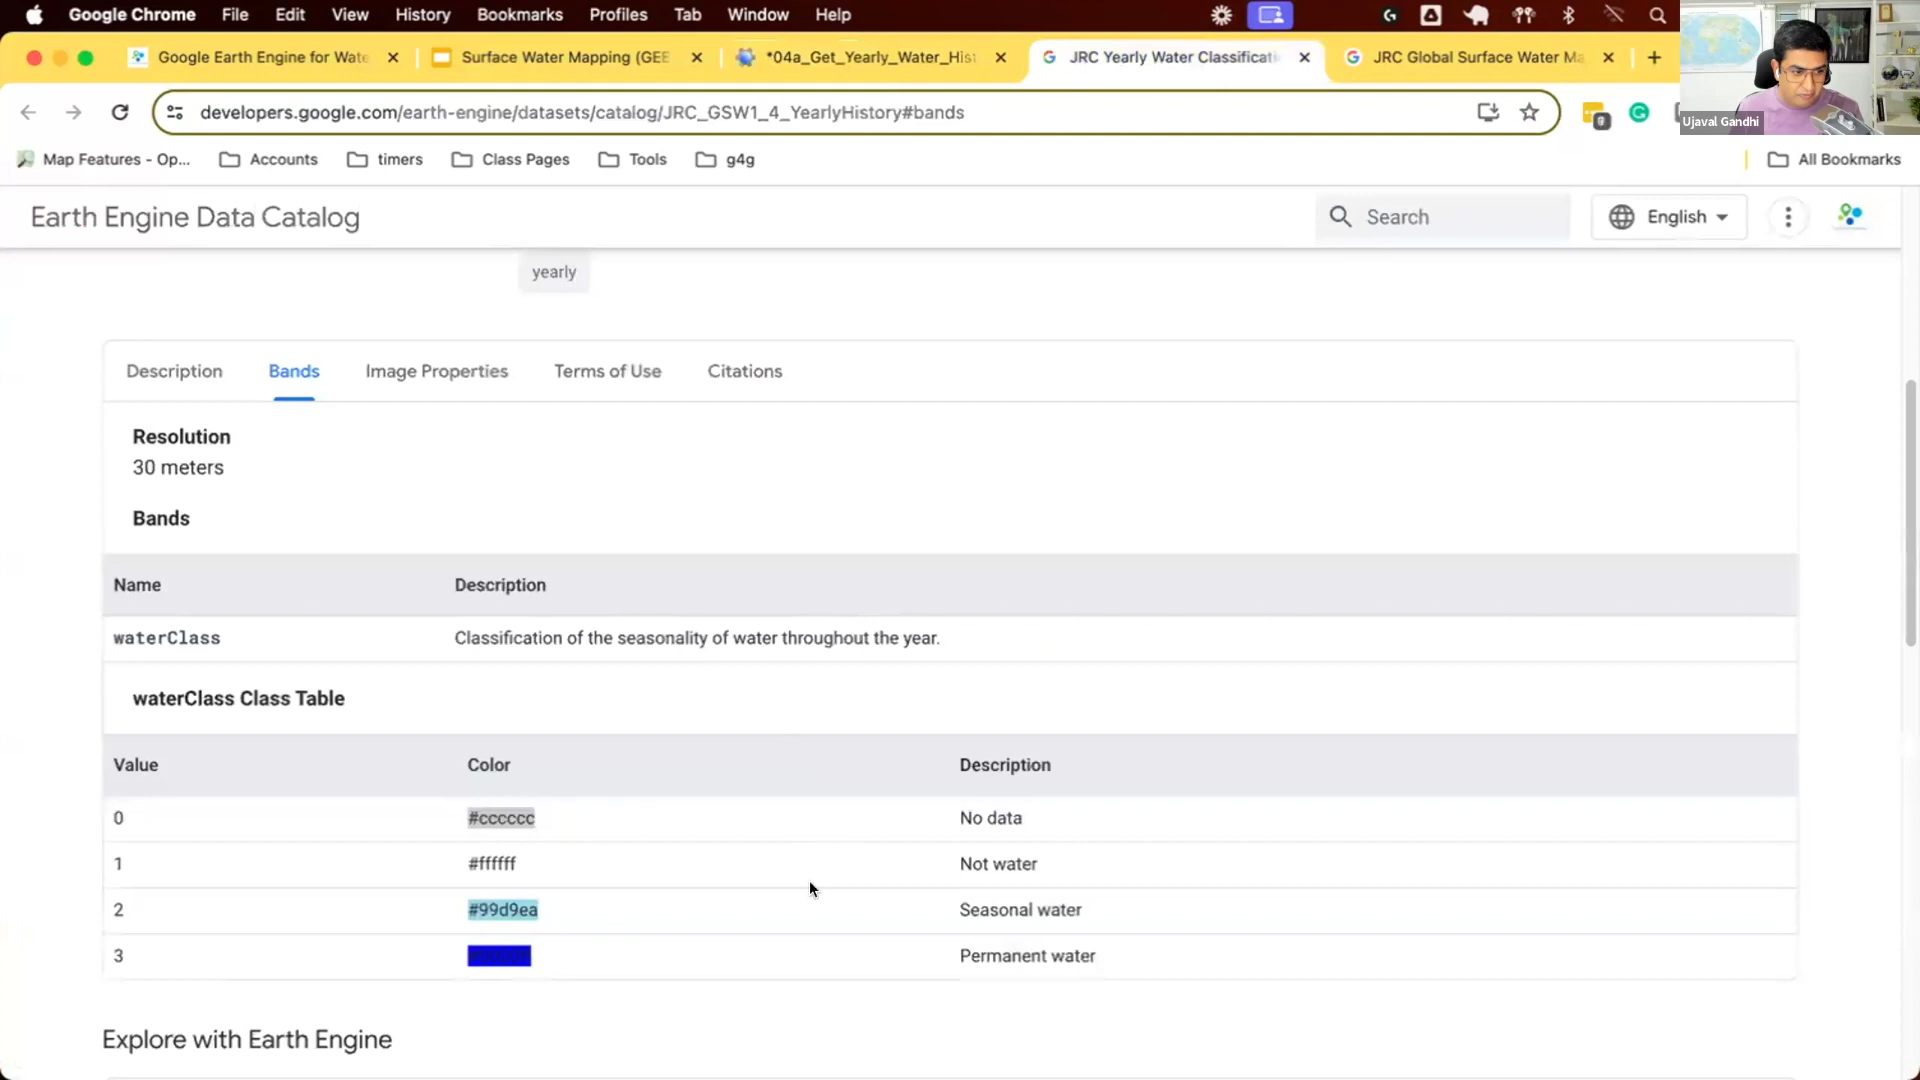 Google Chrome File Edit View History Bookmarks Profiles Tab Window Help
Google Earth Engine for Wate
Surface Water Mapping (GEE
*04a_Get_Yearly_Water_Hist
JRC Yearly Water Classificati
JRC Global Surface Water Ma
developers.google.com/earth-engine/datasets/catalog/JRC_GSW1_4_YearlyHistory#bands
Ujaval Gandhi
Map Features - Op... Accounts timers Class Pages Tools g4g All Bookmarks
Earth Engine Data Catalog
Search
English
yearly
Description Bands Image Properties Terms of Use Citations
Resolution
30 meters
Bands
Name Description
waterClass Classification of the seasonality of water throughout the year.
waterClass Class Table
Value Color Description
0 #cccccc No data
1 #ffffff Not water
2 #99d9ea Seasonal water
3 Permanent water
Explore with Earth Engine